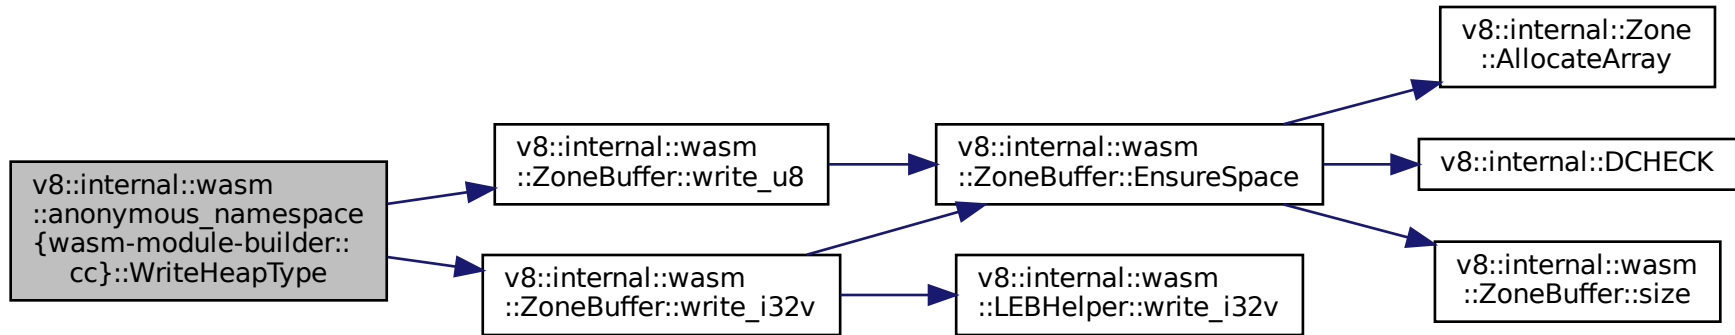 v8::internal::wasm
::anonymous_namespace
{wasm-module-builder::
cc}::WriteHeapType
v8::internal::wasm
::ZoneBuffer::write_u8
v8::internal::wasm
::ZoneBuffer::write_i32v
v8::internal::wasm
::ZoneBuffer::EnsureSpace
v8::internal::wasm
::LEBHelper::write_i32v
v8::internal::Zone
::AllocateArray
v8::internal::DCHECK
v8::internal::wasm
::ZoneBuffer::size